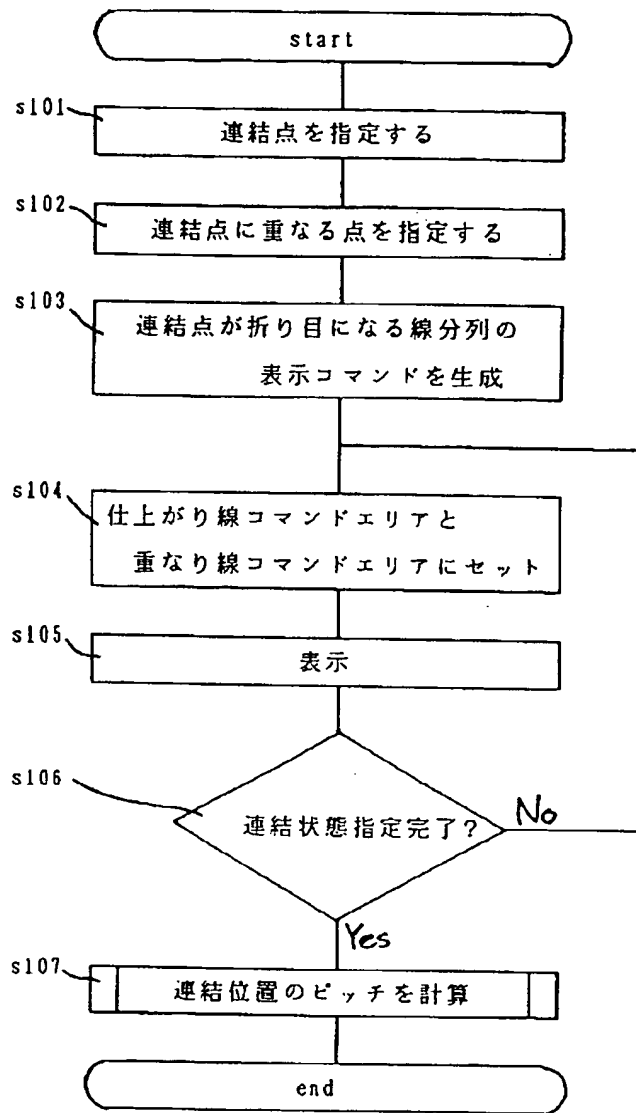 start
s101
連結点を指定する
s102
連結点に重なる点を指定する
s103
連結点が折り目になる線分列の
表示コマンドを生成
s104
仕上がり線コマンドエリアと
重なり線コマンドエリアにセット
s105
表示
s106
連結状態指定完了?
No
Yes
s107
連結位置のピッチを計算
end